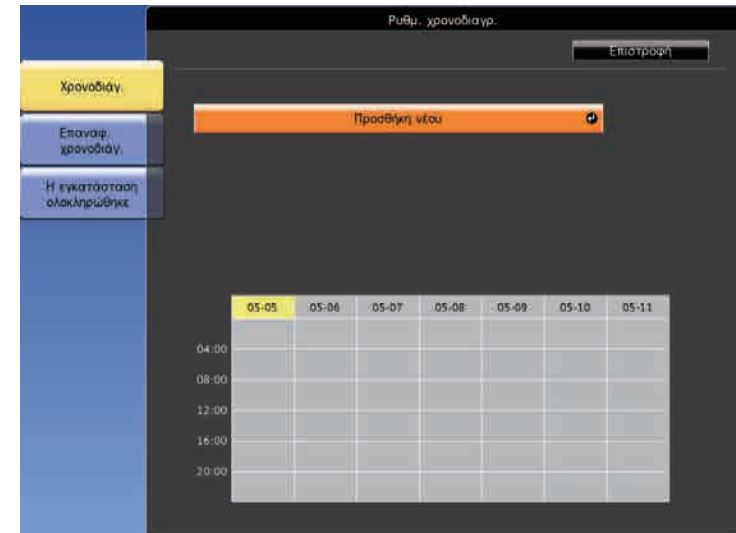 Ρυθμ. χρονοδιαγρ.
Επιστροφή
Χρονοδιάγ.
Επαναφ.
χρονοδιάγ.
Η εγκατάσταση
ολοκληρώθηκε
Προσθήκη νέου
05-05 05-06 05-07 05-08 05-09 05-10 05-11
04:00
08:00
12:00
16:00
20:00